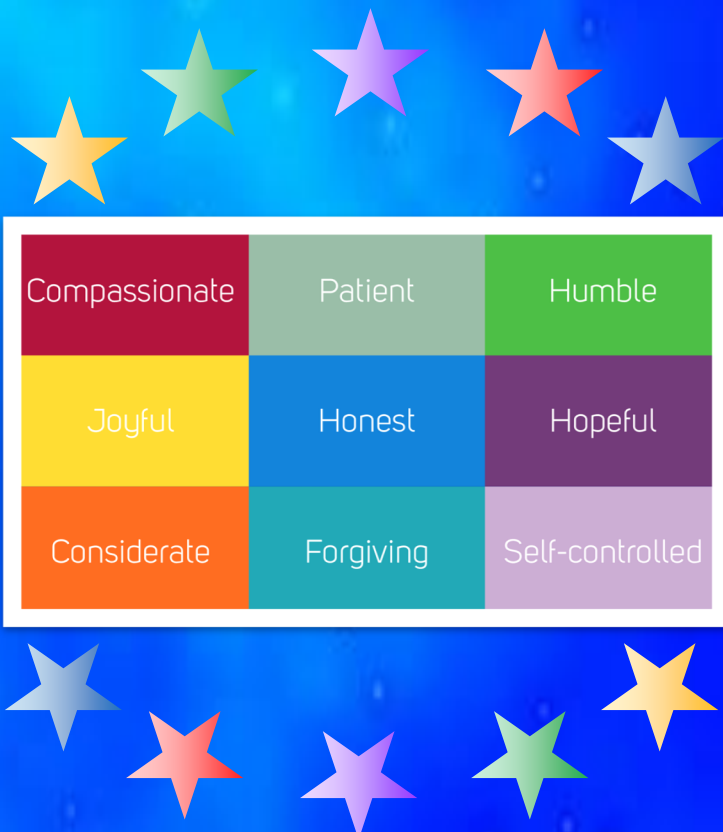 Compassionate
Patient
Humble
Joyful
Honest
Hopeful
Considerate
Forgiving
Self-controlled